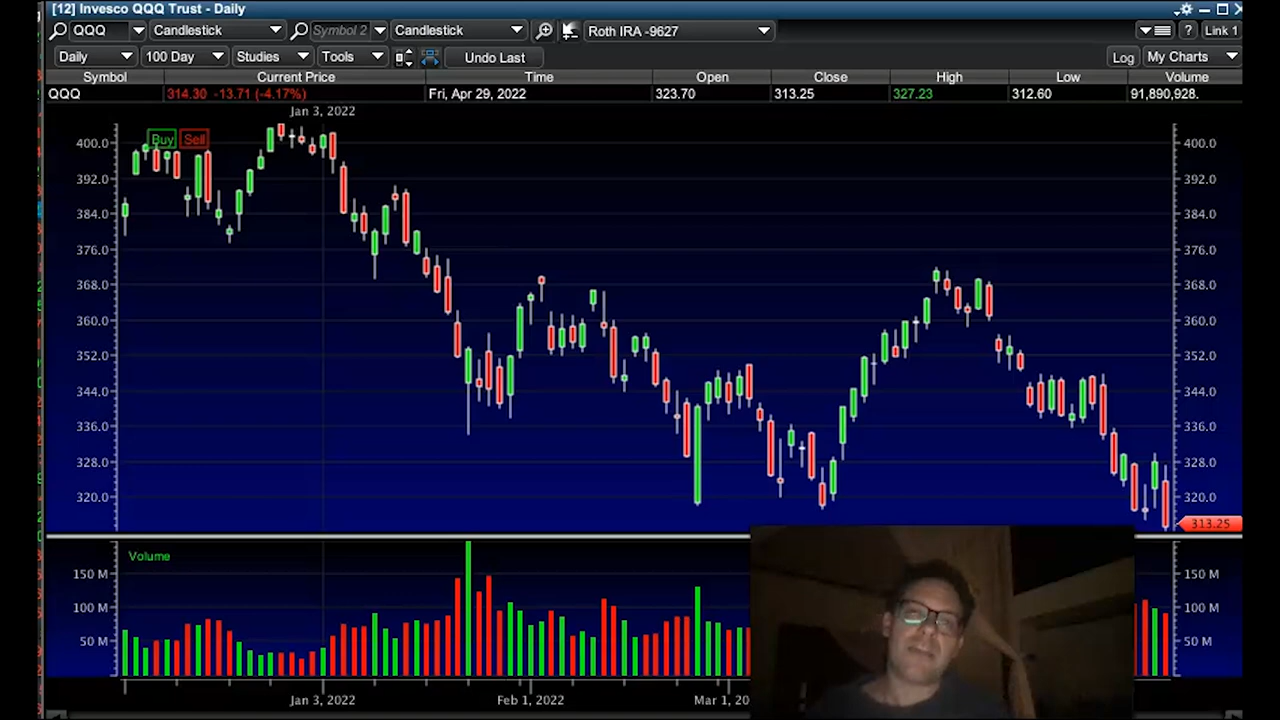 [12] Invesco QQQ Trust - Daily
QQQ Candlestick Symbol 2 Candlestick Roth IRA -9627 ? Link 1
Daily 100 Day Studies Tools Undo Last Log My Charts
Symbol Current Price Time Open Close High Low Volume
QQQ 314.30 -13.71 (-4.17%) Fri, Apr 29, 2022 323.70 313.25 327.23 312.60 91,890,928.
Jan 3, 2022
Buy Sell
400.0 400.0
392.0 392.0
384.0 384.0
376.0 376.0
368.0 368.0
360.0 360.0
352.0 352.0
344.0 344.0
336.0 336.0
328.0 328.0
320.0 320.0
313.25
Volume
150 M 150 M
100 M 100 M
50 M 50 M
Jan 3, 2022 Feb 1, 2022 Mar 1, 20